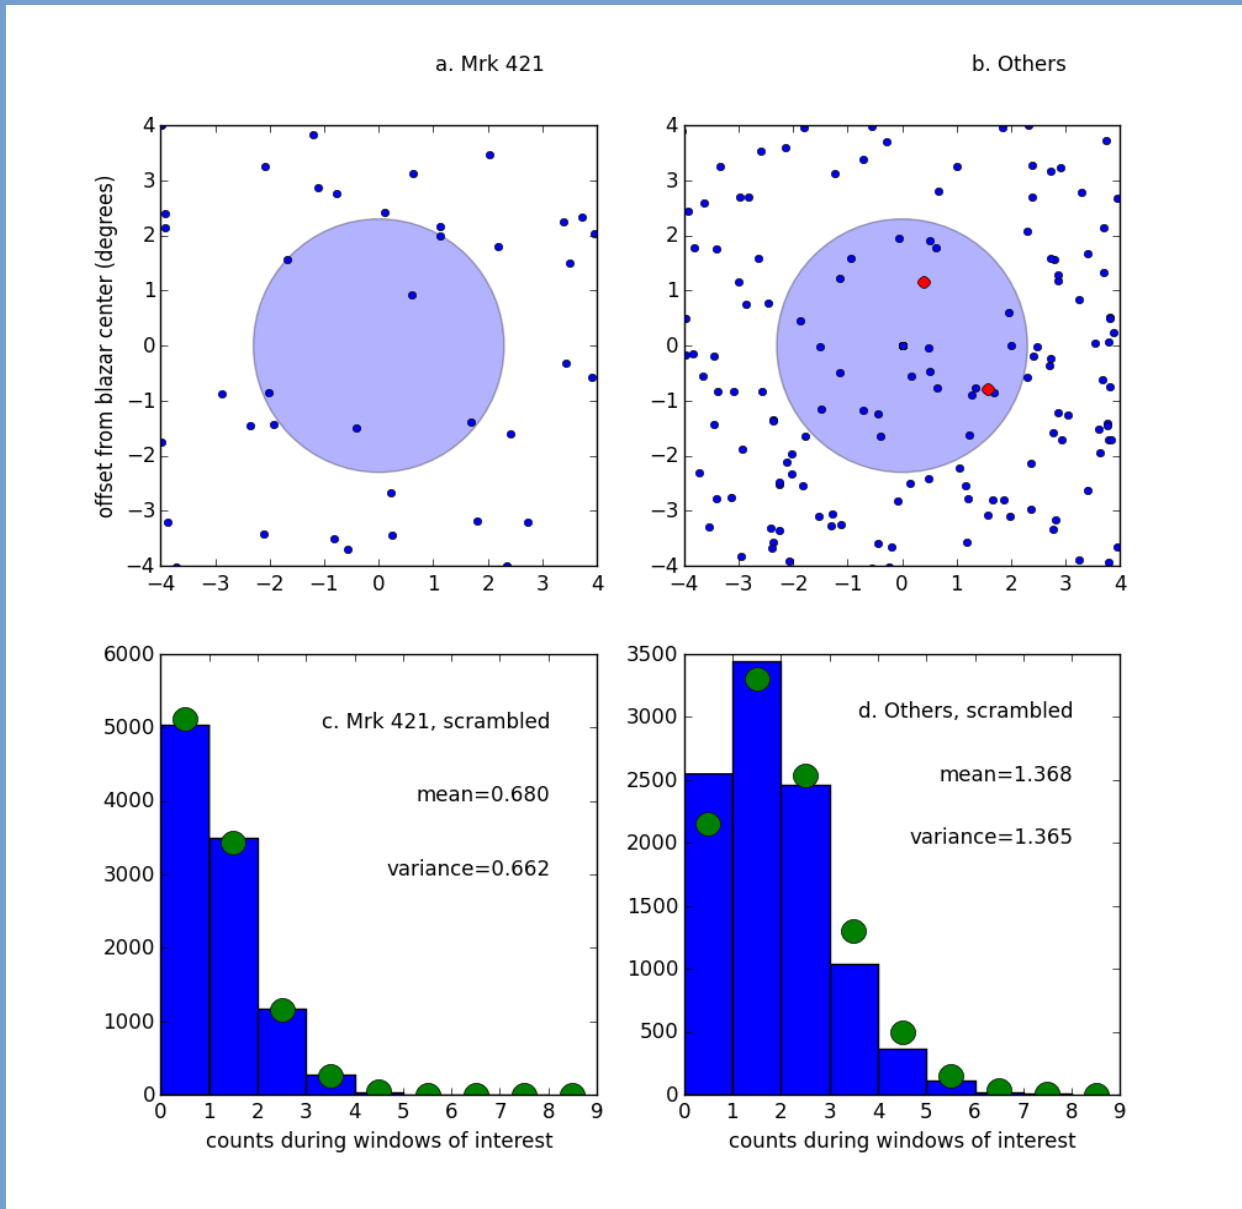 a. Mrk 421
b. Others
offset from blazar center (degrees)
4
3
2
1
0
−1
−2
−3
−4
−4 −3 −2 −1 0 1 2 3 4
4
3
2
1
0
−1
−2
−3
−4
−4 −3 −2 −1 0 1 2 3 4
6000
5000
4000
3000
2000
1000
0
c. Mrk 421, scrambled
mean=0.680
variance=0.662
0 1 2 3 4 5 6 7 8 9
counts during windows of interest
3500
3000
2500
2000
1500
1000
500
0
d. Others, scrambled
mean=1.368
variance=1.365
0 1 2 3 4 5 6 7 8 9
counts during windows of interest